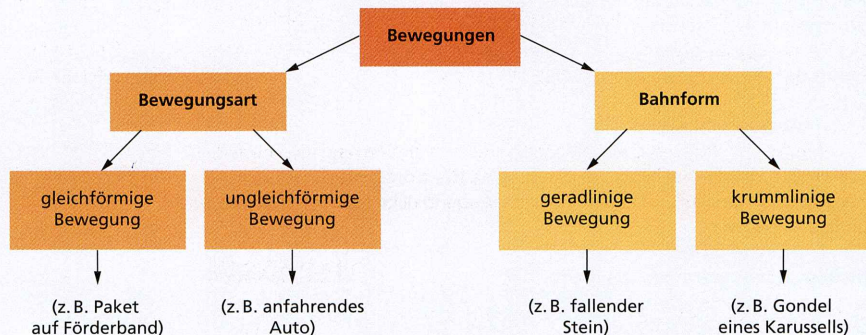 Bewegungen
Bewegungsart
Bahnform
gleichförmige
Bewegung
ungleichförmige
Bewegung
geradlinige
Bewegung
krummlinige
Bewegung
(z. B. Paket
auf Förderband)
(z. B. anfahrendes
Auto)
(z. B. fallender
Stein)
(z. B. Gondel
eines Karussells)